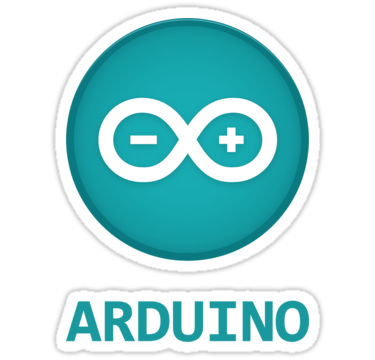 - +
ARDUINO